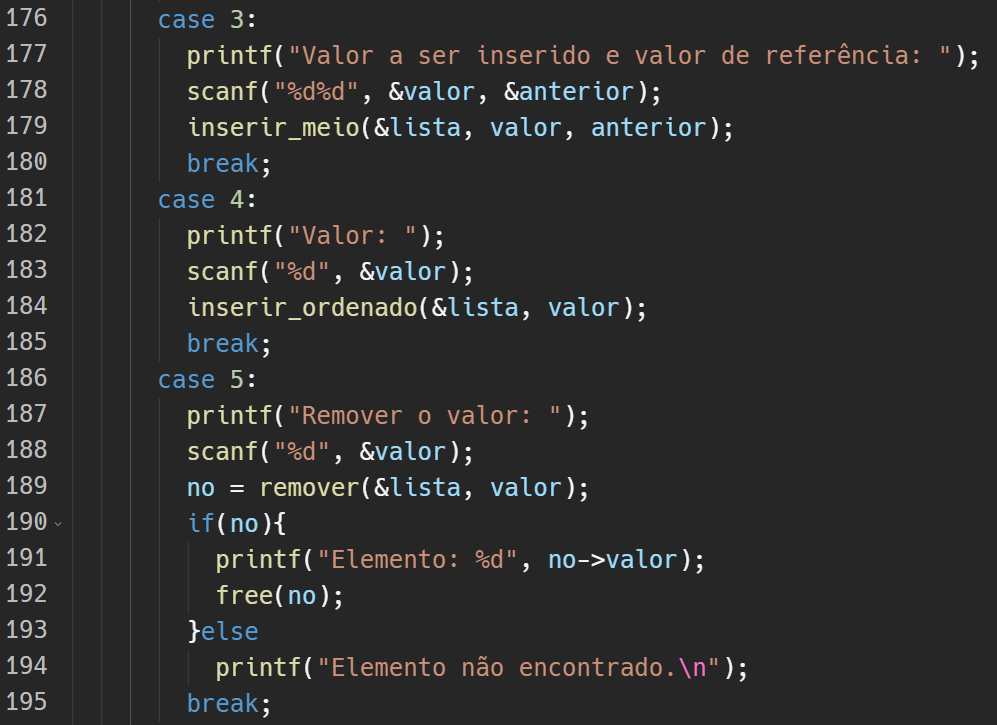 176 case 3:
177 printf("Valor a ser inserido e valor de referência: ");
178 scanf("%d%d", &valor, &anterior);
179 inserir_meio(&lista, valor, anterior);
180 break;
181 case 4:
182 printf("Valor: ");
183 scanf("%d", &valor);
184 inserir_ordenado(&lista, valor);
185 break;
186 case 5:
187 printf("Remover o valor: ");
188 scanf("%d", &valor);
189 no = remover(&lista, valor);
190 if(no){
191 printf("Elemento: %d", no->valor);
192 free(no);
193 }else
194 printf("Elemento não encontrado.\n");
195 break;